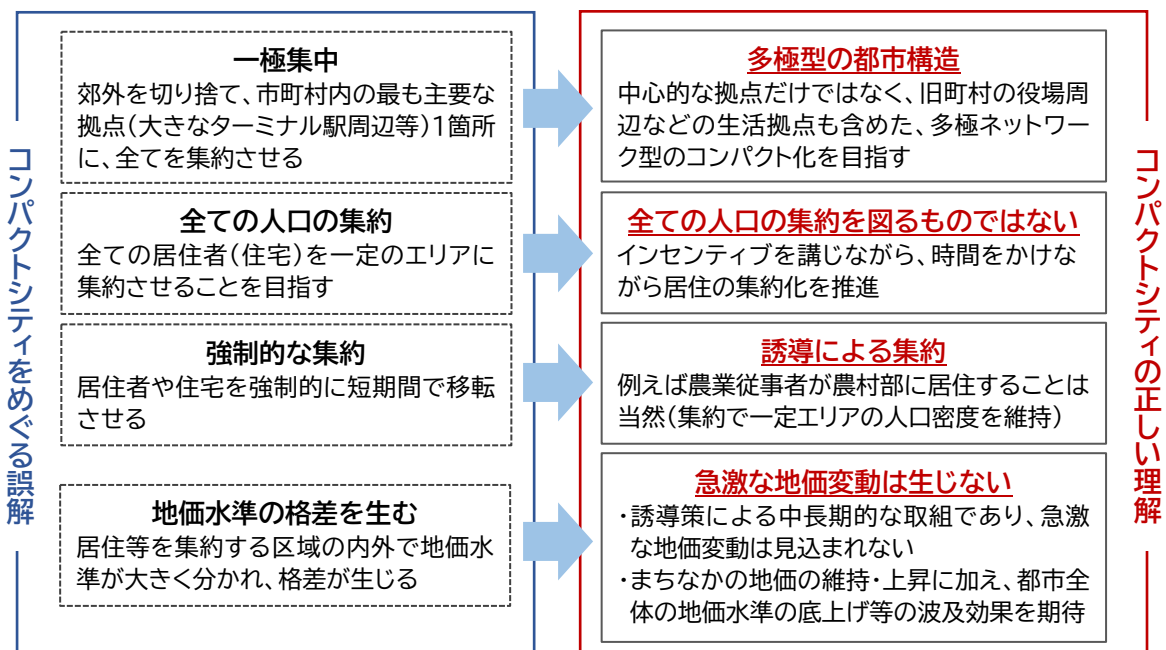 コンパクトシティをめぐる誤解
一極集中
郊外を切り捨て、市町村内の最も主要な
拠点(大きなターミナル駅周辺等)1箇所
に、全てを集約させる
全ての人口の集約
全ての居住者(住宅)を一定のエリアに
集約させることを目指す
強制的な集約
居住者や住宅を強制的に短期間で移転
させる
地価水準の格差を生む
居住等を集約する区域の内外で地価水
準が大きく分かれ、格差が生じる
コンパクトシティの正しい理解
多極型の都市構造
中心的な拠点だけではなく、旧町村の役場周
辺などの生活拠点も含めた、多極ネットワー
ク型のコンパクト化を目指す
全ての人口の集約を図るものではない
インセンティブを講じながら、時間をかけな
がら居住の集約化を推進
誘導による集約
例えば農業従事者が農村部に居住することは
当然(集約で一定エリアの人口密度を維持)
急激な地価変動は生じない
・誘導策による中長期的な取組であり、急激
な地価変動は見込まれない
・まちなかの地価の維持・上昇に加え、都市全
体の地価水準の底上げ等の波及効果を期待